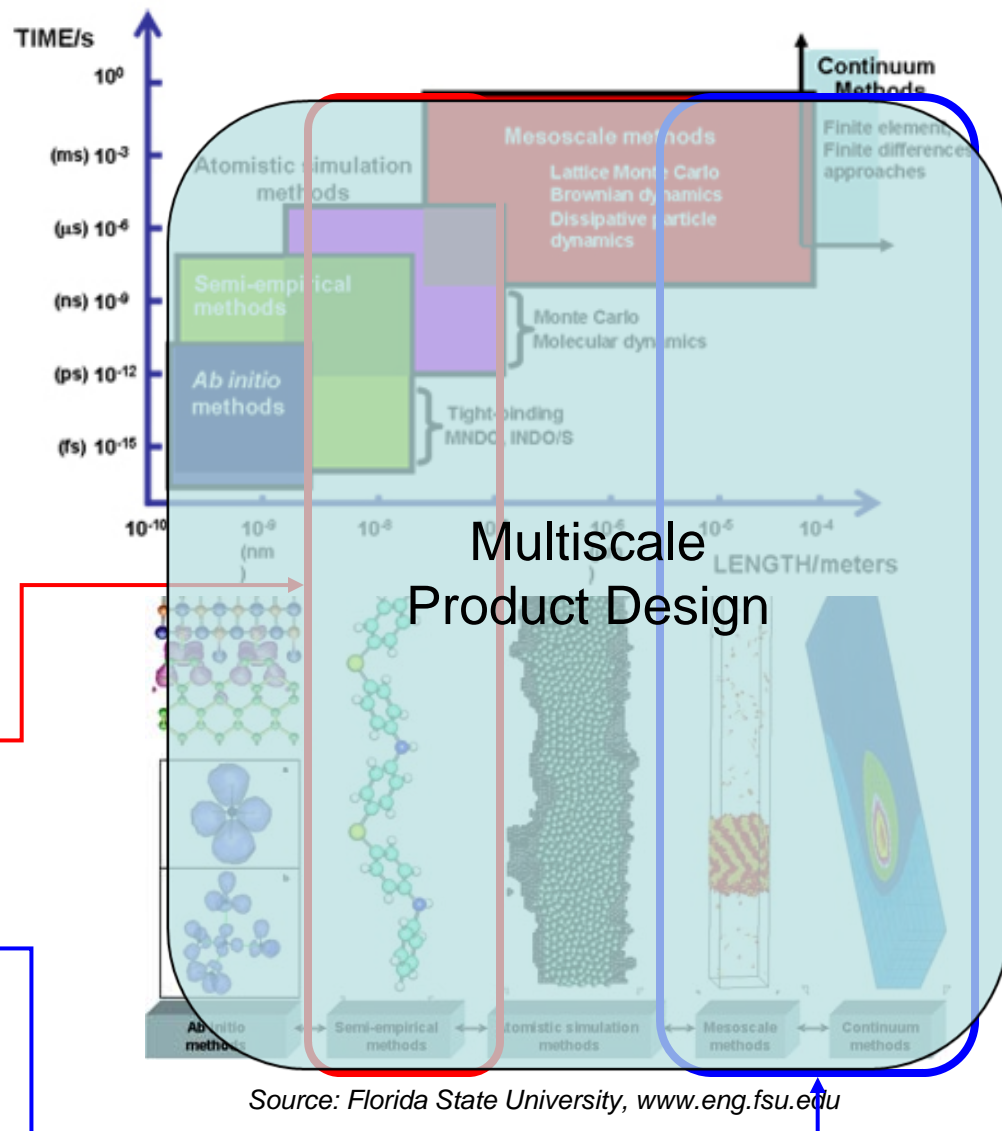 TIME/s
10⁰
(ms) 10⁻³
(μs) 10⁻⁶
(ns) 10⁻⁹
(ps) 10⁻¹²
(fs) 10⁻¹⁵
Continuum
Methods
Finite element,
Finite differences
approaches
Mesoscale methods
Lattice Monte Carlo
Brownian dynamics
Dissipative particle
dynamics
Atomistic simulation
methods
Semi-empirical
methods
Monte Carlo
Molecular dynamics
Ab initio
methods
Tight-binding
MNDO, INDO/S
10⁻¹⁰
10⁻⁹
(nm
)
10⁻⁸
10⁻⁶
)
10⁻⁵
10⁻⁴
LENGTH/meters
Multiscale
Product Design
Ab initio
methods
Semi-empirical
methods
Atomistic simulation
methods
Mesoscale
methods
Continuum
methods
Source: Florida State University, www.eng.fsu.edu